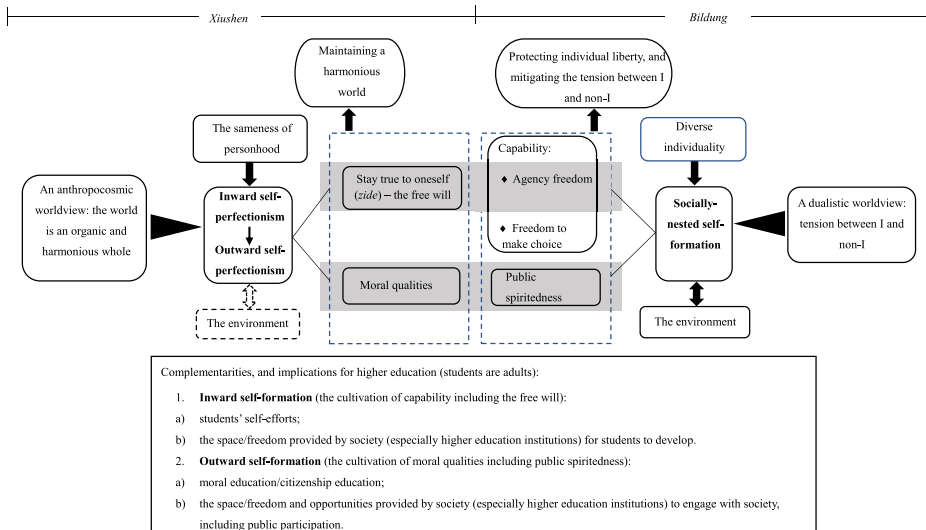 Xiushen
Bildung
Maintaining a
harmonious
world
Protecting individual liberty, and
mitigating the tension between I
and non-I
The sameness of
personhood
Diverse
individuality
Capability:
♦ Agency freedom
♦ Freedom to
make choice
Stay true to oneself
(zide) – the free will
An anthropocosmic
worldview: the world
is an organic and
harmonious whole
Inward self-
perfectionism
Outward self-
perfectionism
Socially-
nested self-
formation
A dualistic worldview:
tension between I and
non-I
Moral qualities
Public
spiritedness
The environment
The environment
Complementarities, and implications for higher education (students are adults):
1. Inward self-formation (the cultivation of capability including the free will):
a) students' self-efforts;
b) the space/freedom provided by society (especially higher education institutions) for students to develop.
2. Outward self-formation (the cultivation of moral qualities including public spiritedness):
a) moral education/citizenship education;
b) the space/freedom and opportunities provided by society (especially higher education institutions) to engage with society,
including public participation.